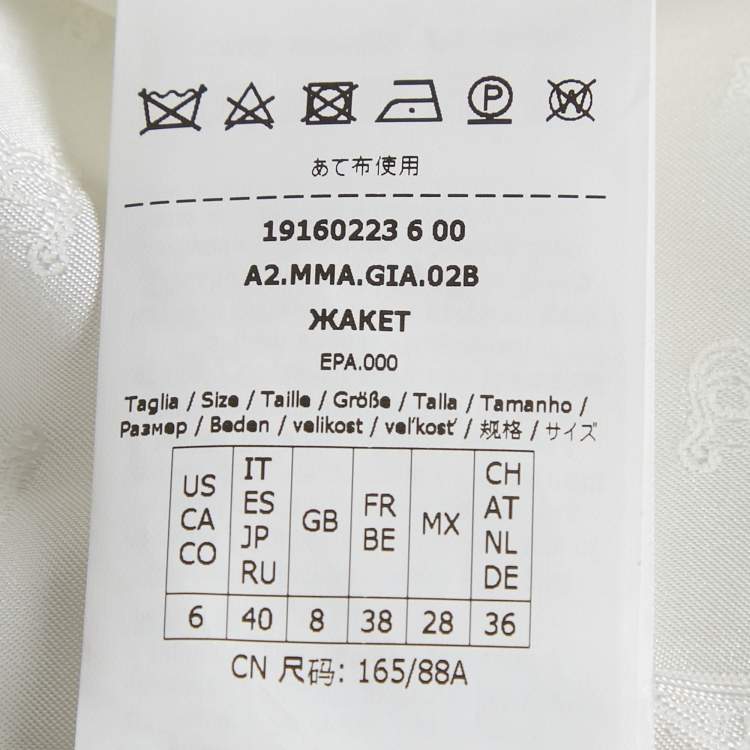 P
W
あて布使用
19160223 6 00
A2.MMA.GIA.02B
ЖАКЕТ
EPA.000
Taglia / Size / Taille / Größe / Talla / Tamanho /
Размер / Beden / velikost / veľkosť / 规格 / サイズ
US CA CO | IT ES JP RU | GB | FR BE | MX | CH AT NL DE
6 | 40 | 8 | 38 | 28 | 36
CN 尺码: 165/88A